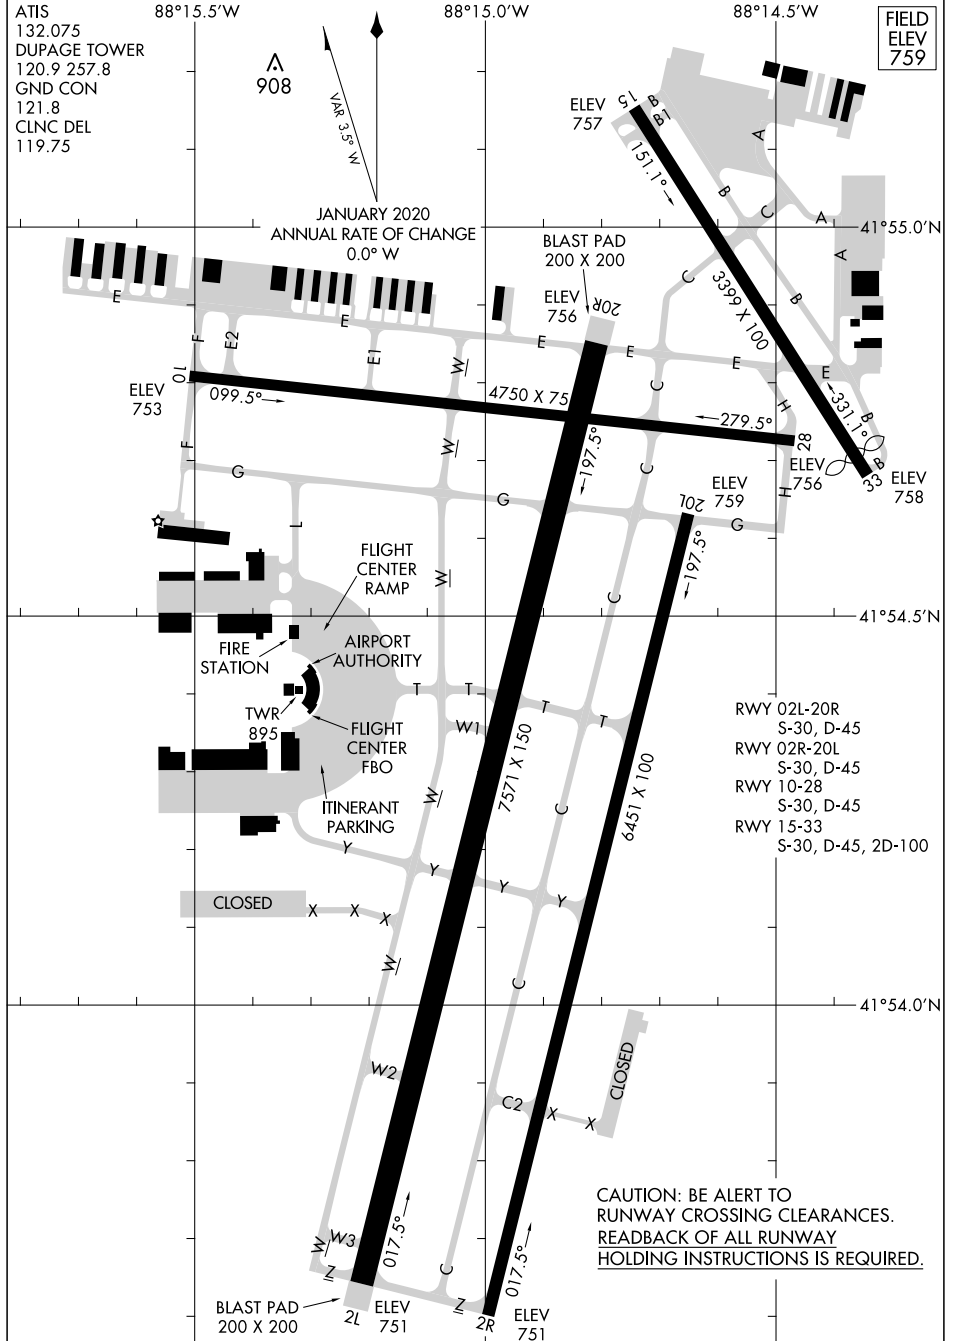 ATIS
132.075
DUPAGE TOWER
120.9 257.8
GND CON
121.8
CLNC DEL
119.75
88°15.5'W
88°15.0'W
88°14.5'W
FIELD
ELEV
759
908
VAR 3.5° W
JANUARY 2020
ANNUAL RATE OF CHANGE
0.0° W
ELEV
757
15
B
B1
A
151.1°
B
C
A
41°55.0'N
BLAST PAD
200 X 200
A
C
3399 X 100
B
E
ELEV
756
20R
E
E
F
E2
E1
W
E
E
E
E
10
C
H
ELEV
753
099.5°
4750 X 75
279.5°
331.1°
B
28
F
W
197.5°
C
ELEV
756
B
33
ELEV
758
G
G
ELEV
759
20L
G
H
L
FLIGHT
CENTER
RAMP
W
197.5°
C
41°54.5'N
FIRE
STATION
AIRPORT
AUTHORITY
T
T
T
T
TWR
895
W1
FLIGHT
CENTER
FBO
RWY 02L-20R
S-30, D-45
RWY 02R-20L
S-30, D-45
RWY 10-28
S-30, D-45
RWY 15-33
S-30, D-45, 2D-100
7571 X 150
6451 X 100
W
C
ITINERANT
PARKING
Y
Y
Y
Y
CLOSED
X
X
X
W
C
41°54.0'N
W2
C2
X
X
CLOSED
CAUTION: BE ALERT TO
RUNWAY CROSSING CLEARANCES.
READBACK OF ALL RUNWAY
HOLDING INSTRUCTIONS IS REQUIRED.
W
W3
017.5°
017.5°
Z
C
Z
BLAST PAD
200 X 200
2L
ELEV
751
2R
ELEV
751